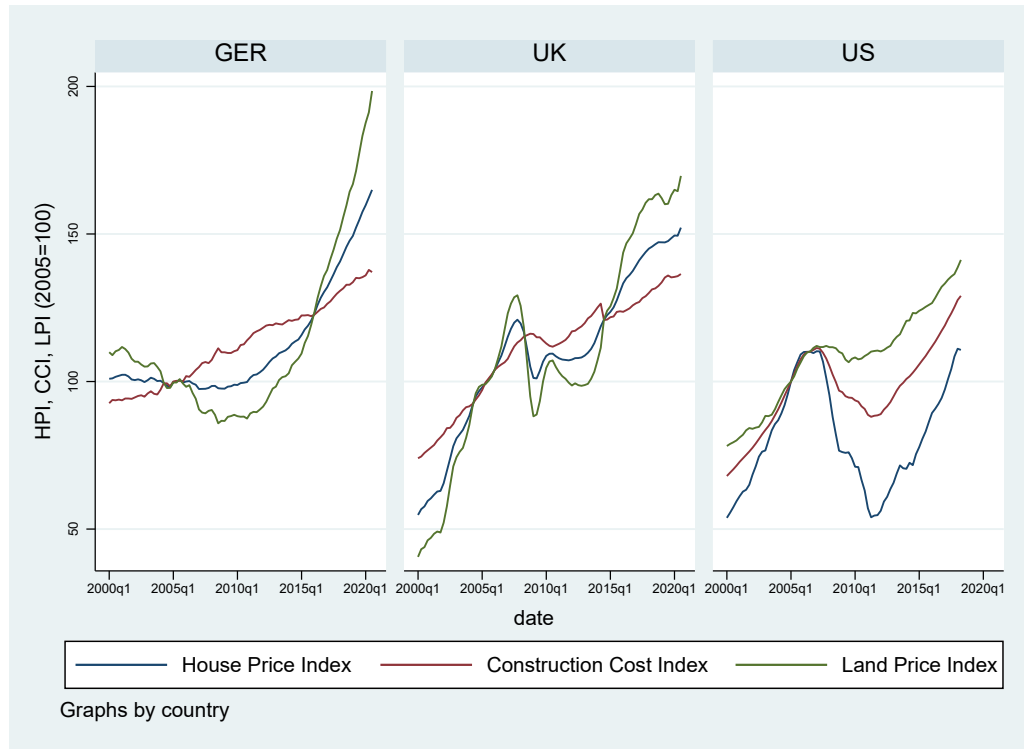 GER UK US
HPI, CCI, LPI (2005=100)
200
150
100
50
2000q1 2005q1 2010q1 2015q1 2020q1 2000q1 2005q1 2010q1 2015q1 2020q1 2000q1 2005q1 2010q1 2015q1 2020q1
date
House Price Index Construction Cost Index Land Price Index
Graphs by country